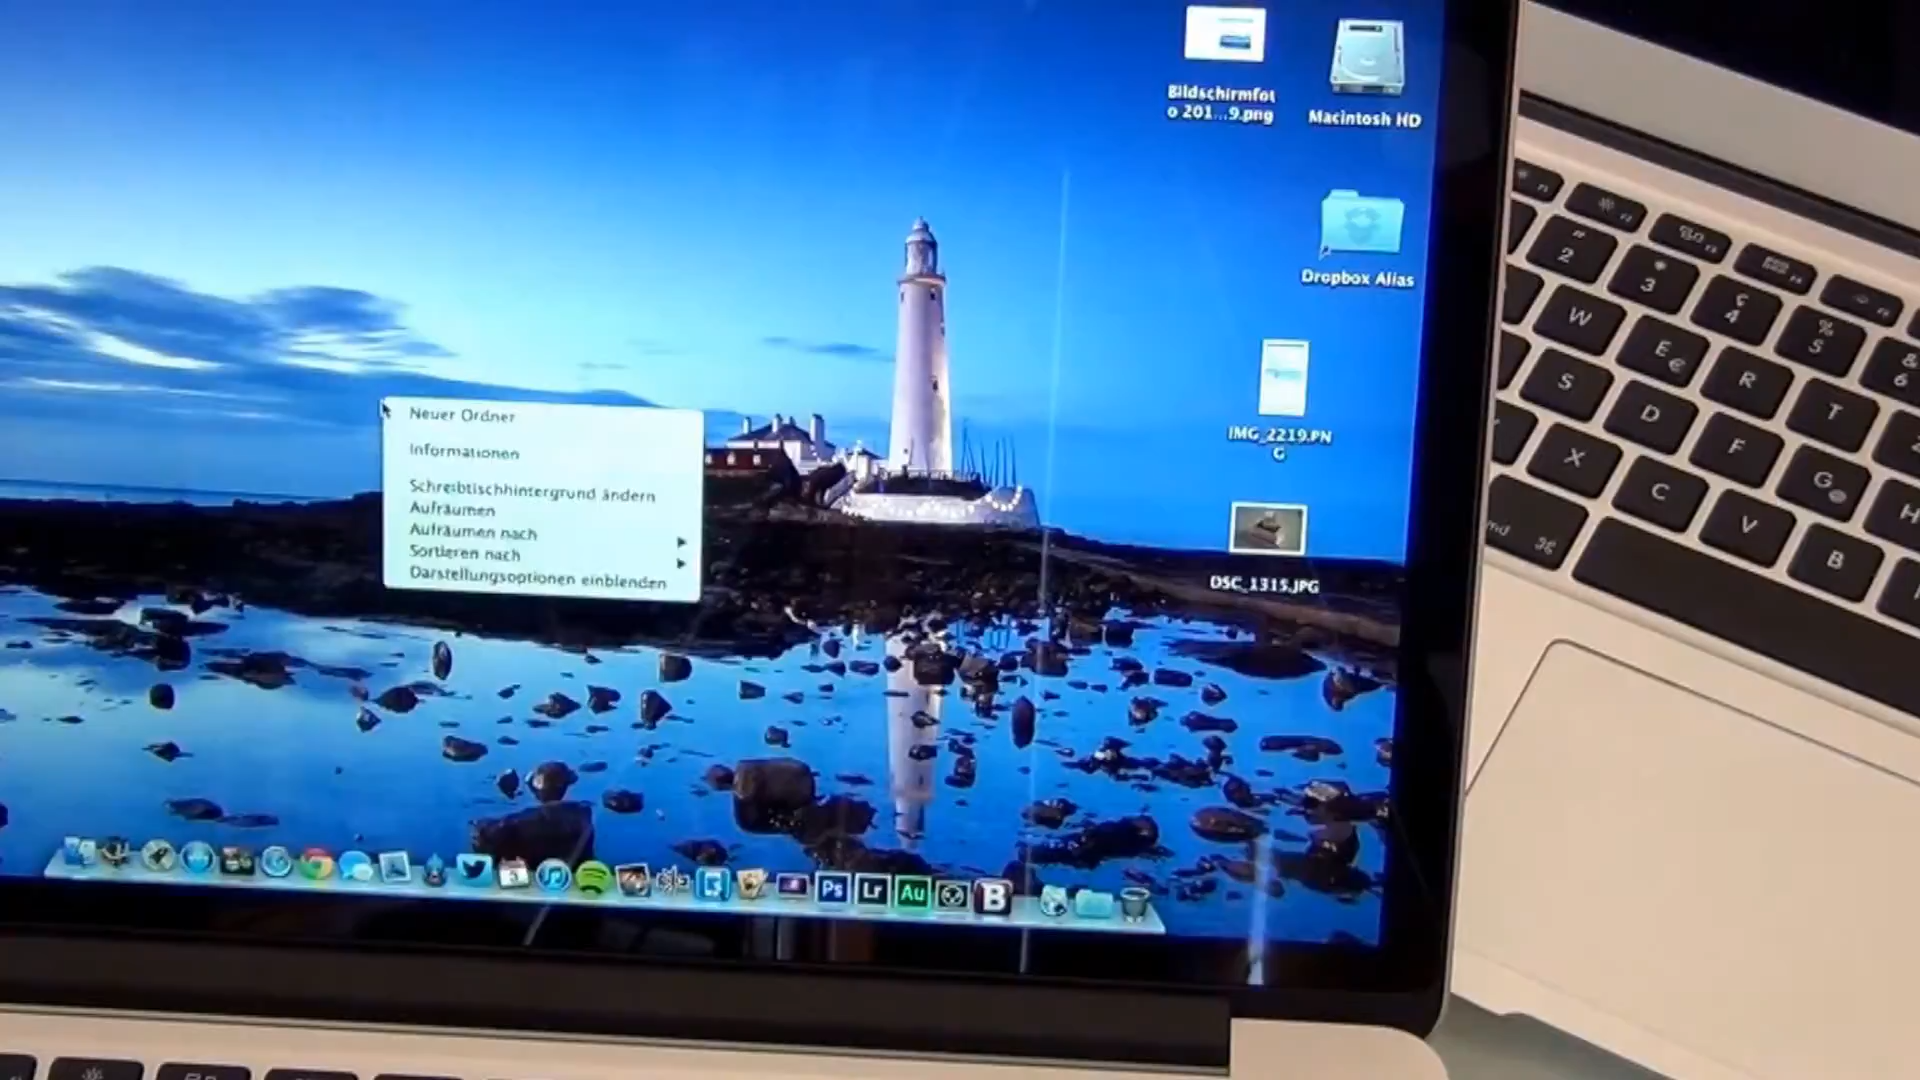 Bildschirmfot
o 201...9.png
Macintosh HD
Dropbox Alias
IMG_2219.PN
G
DSC_1315.JPG
Neuer Ordner
Informationen
Schreibtischhintergrund ändern
Aufräumen
Aufräumen nach
Sortieren nach
Darstellungsoptionen einblenden
Ps Lr Au B
" 2
3
4
% 5
& 6
W E € R T
S D F G H
X C V B
cmd ⌘